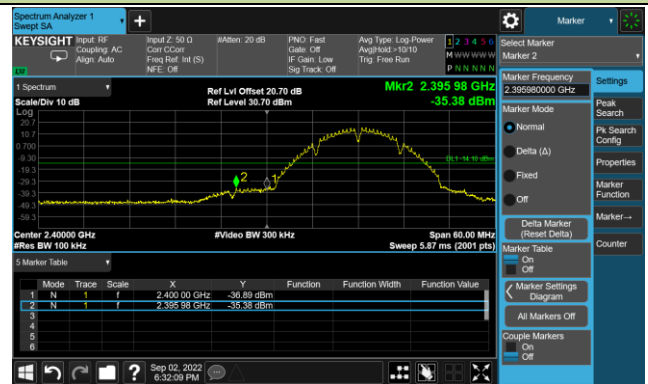 Spectrum Analyzer 1
Swept SA
Marker
KEYSIGHT Input: RF Input Z: 50 Ω #Atten: 20 dB PNO: Fast Avg Type: Log-Power 1 2 3 4 5 6
Coupling: AC Corr CCorr Gate: Off Avg|Hold:>10/10 M W W W W W
Align: Auto Freq Ref: Int (S) IF Gain: Low Trig: Free Run
LXI NFE: Off Sig Track: Off P N N N N N
Select Marker
Marker 2
1 Spectrum
Scale/Div 10 dB
Ref Lvl Offset 20.70 dB
Ref Level 30.70 dBm
Mkr2 2.395 98 GHz
-35.38 dBm
Log
20.7
10.7
0.700
-9.30
-19.3
-29.3
-39.3
-49.3
-59.3
DL1 -14.10 dBm
2
1
Center 2.40000 GHz #Video BW 300 kHz Span 60.00 MHz
#Res BW 100 kHz Sweep 5.87 ms (2001 pts)
5 Marker Table
Mode Trace Scale X Y Function Function Width Function Value
1 N 1 f 2.400 00 GHz -36.89 dBm
2 N 1 f 2.395 98 GHz -35.38 dBm
3
4
5
6
Marker Frequency
2.395980000 GHz
Marker Mode
Normal
Delta (Δ)
Fixed
Off
Delta Marker
(Reset Delta)
Marker Table
On
Off
Marker Settings
Diagram
All Markers Off
Couple Markers
On
Off
Settings
Peak
Search
Pk Search
Config
Properties
Marker
Function
Marker→
Counter
Sep 02, 2022
6:32:09 PM